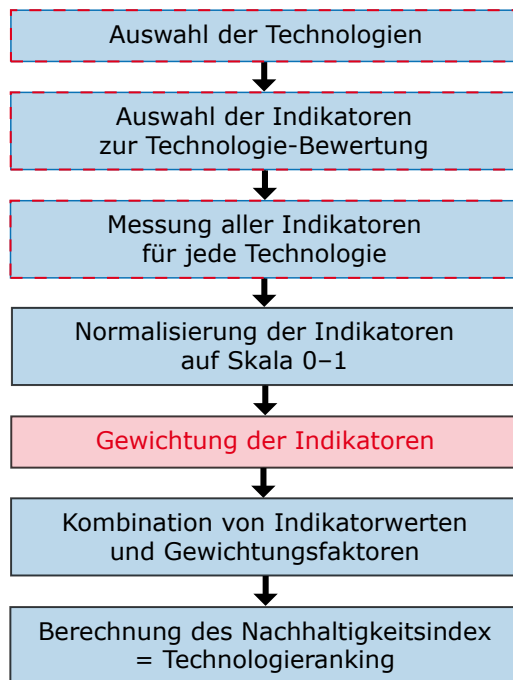 Auswahl der Technologien
Auswahl der Indikatoren
zur Technologie-Bewertung
Messung aller Indikatoren
für jede Technologie
Normalisierung der Indikatoren
auf Skala 0–1
Gewichtung der Indikatoren
Kombination von Indikatorwerten
und Gewichtungsfaktoren
Berechnung des Nachhaltigkeitsindex
= Technologieranking